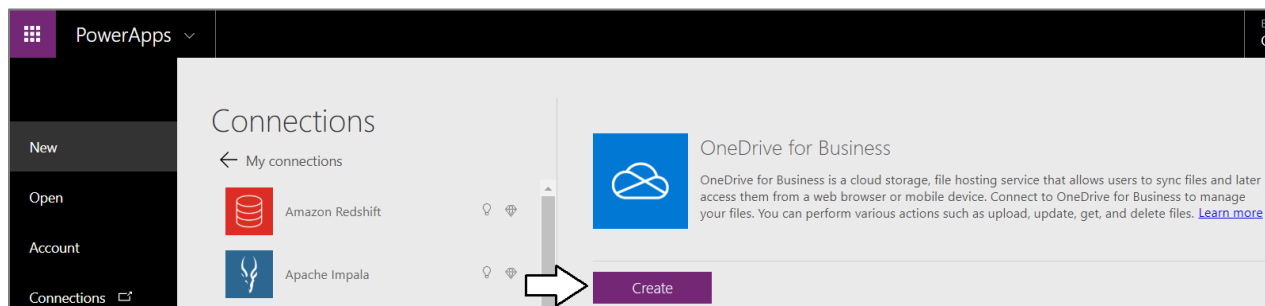 PowerApps
New
Open
Account
Connections
Connections
My connections
Amazon Redshift
Apache Impala
OneDrive for Business
OneDrive for Business is a cloud storage, file hosting service that allows users to sync files and later
access them from a web browser or mobile device. Connect to OneDrive for Business to manage
your files. You can perform various actions such as upload, update, get, and delete files. Learn more
Create